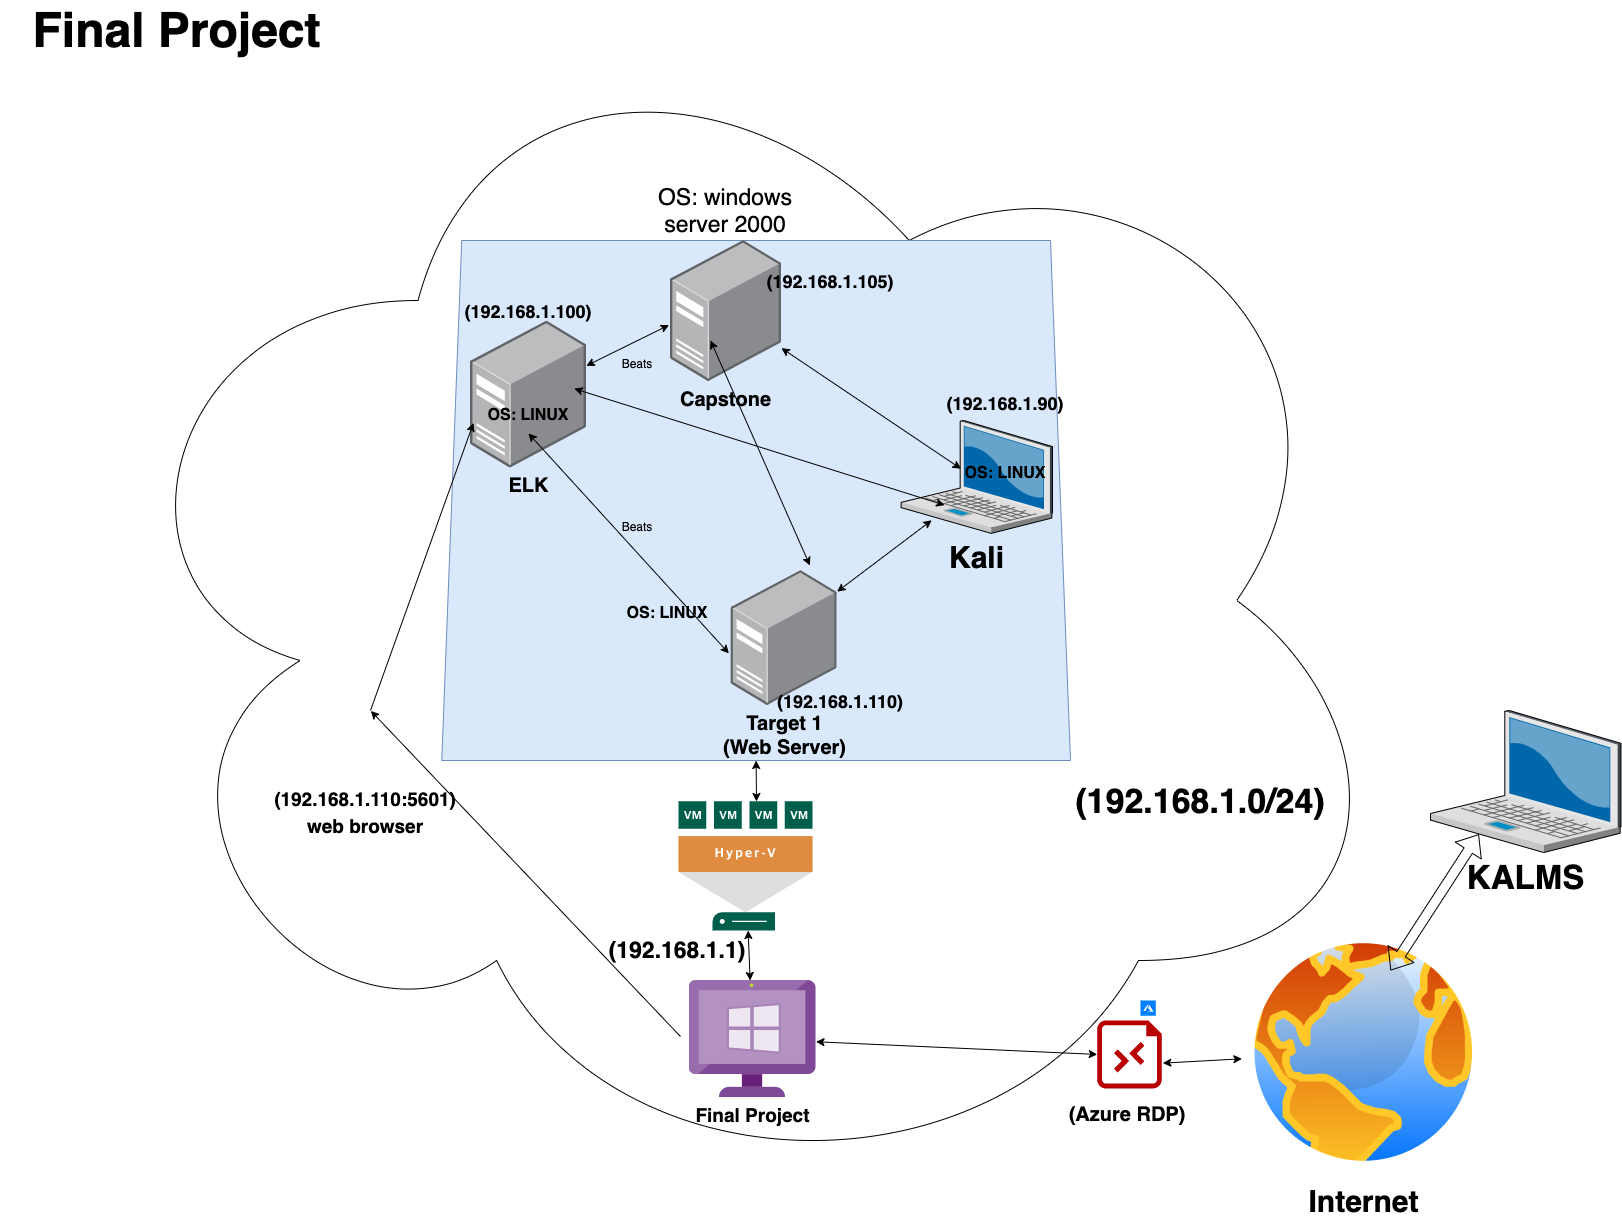 Final Project
OS: windows
server 2000
(192.168.1.105)
(192.168.1.100)
Beats
Capstone
OS: LINUX
(192.168.1.90)
OS: LINUX
ELK
Beats
Kali
OS: LINUX
(192.168.1.110)
Target 1
(Web Server)
(192.168.1.110:5601)
web browser
VM VM VM VM
Hyper-V
(192.168.1.0/24)
KALMS
(192.168.1.1)
Final Project
(Azure RDP)
Internet